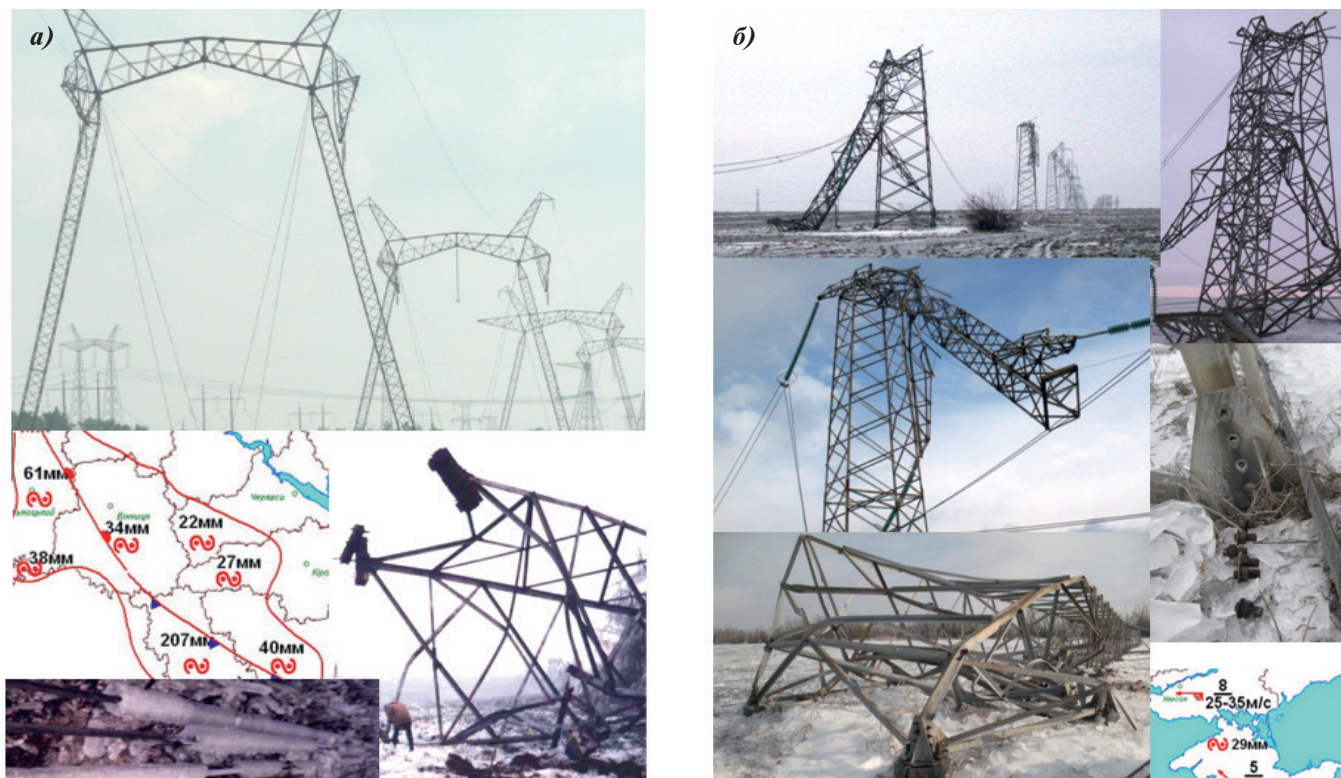 а)
61мм
Вінниця
Черкаси
34мм
22мм
38мм
27мм
207мм
40мм
б)
8
25-35м/с
29мм
5